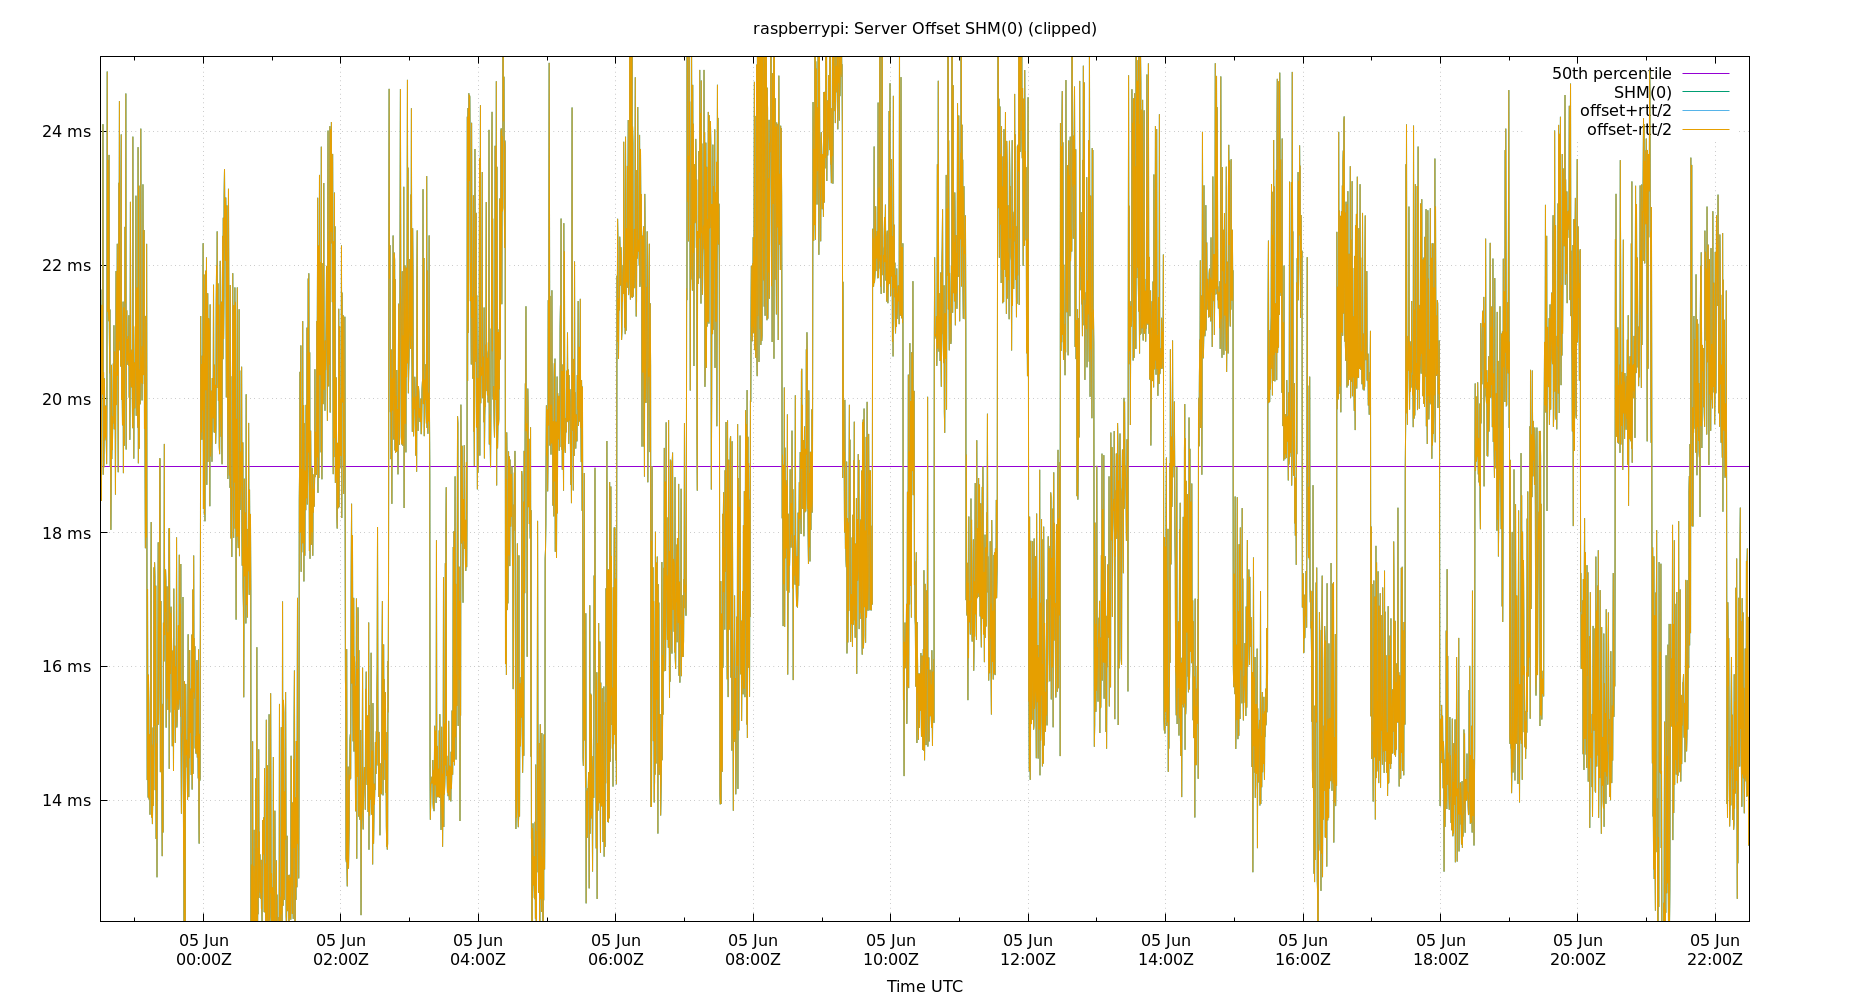 raspberrypi: Server Offset SHM(0) (clipped)
50th percentile
SHM(0)
offset+rtt/2
offset-rtt/2
24 ms
22 ms
20 ms
18 ms
16 ms
14 ms
05 Jun 05 Jun 05 Jun 05 Jun 05 Jun 05 Jun 05 Jun 05 Jun 05 Jun 05 Jun 05 Jun 05 Jun
00:00Z 02:00Z 04:00Z 06:00Z 08:00Z 10:00Z 12:00Z 14:00Z 16:00Z 18:00Z 20:00Z 22:00Z
Time UTC